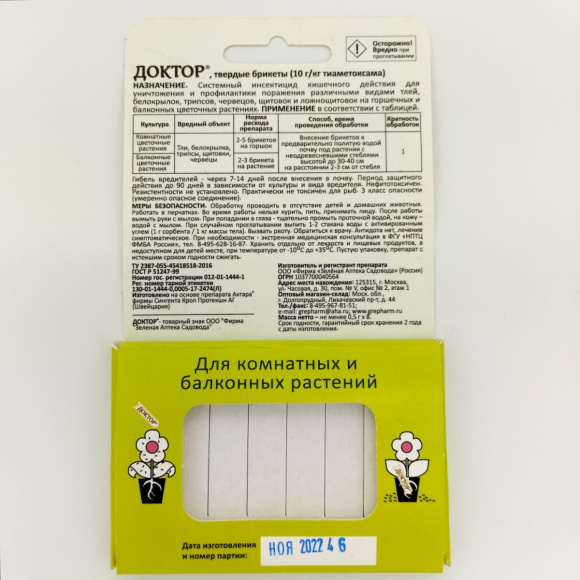 Осторожно!
Вредно при
проглатывании
ДОКТОР®, твердые брикеты (10 г/кг тиаметоксама)
НАЗНАЧЕНИЕ. Системный инсектицид кишечного действия для
уничтожения и профилактики поражения различными видами тлей,
белокрылок, трипсов, червецов, щитовок и ложнощитовок на горшечных и
балконных цветочных растениях. ПРИМЕНЕНИЕ в соответствии с таблицей.
Культура
Вредный объект
Норма расхода препарата
Способ, время проведения обработки
Кратность обработок
Комнатные цветочные растения
Балконные цветочные растения
Тли, белокрылка, трипсы, щитовки, червецы
2-5 брикетов на горшок
2-3 брикета на растение
Внесение брикетов в
предварительно политую водой
почву под растения с
неодревесневшими стеблями
высотой до 30-40 см
на расстоянии 2-3 см от стебля
1
Гибель вредителей - через 7-14 дней после внесения в почву. Период защитного
действия до 90 дней в зависимости от культуры и вида вредителя. Нефитотоксичен.
Резистентности не установлено. Практически не токсичен для рыб. 3 класс опасности
(умеренно опасное соединение).
МЕРЫ БЕЗОПАСНОСТИ. Обработку проводить в отсутствие детей и домашних животных.
Работать в перчатках. Во время работы нельзя курить, пить, принимать пищу. После работы
вымыть руки с мылом. При попадании в глаза - тщательно промыть проточной водой, на кожу –
водой с мылом. При случайном проглатывании выпить 1-2 стакана воды с активированным
углем (1 г сорбента / 1 кг массы тела). Вызвать рвоту. Обратиться к врачу. Антидота нет, лечение
симптоматическое. При необходимости - экстренная медицинская консультация в ФГУ «НПТЦ
ФМБА России», тел. 8-495-628-16-87. Хранить отдельно от лекарств и пищевых продуктов, в
недоступном для детей месте, при температуре от -10°С до +35°С. Пустую упаковку, препарат с
истекшим сроком годности сжигать.
ТУ 2387-055-45418518-2016
ГОСТ Р 51247-99
Номер гос. регистрации 012-01-1444-1
Рег. номер тарной этикетки
130-01-1444-0,0005-17-2474(Л)
Изготовлено на основе препарата Актара®
фирмы Сингента Кроп Протекшн АГ
(Швейцария)
ДОКТОР®- товарный знак ООО "Фирма
"Зеленая Аптека Садовода"
Изготовитель и регистрант препарата
ООО «Фирма «Зелёная Аптека Садовода» (Россия)
ОГРН 1037700040564
Адрес места нахождения: 125315, г. Москва,
ул. Часовая, д. 30, пом. № V, офис № 2, этаж 1
Оптовый магазин-склад: Моск. обл.,
г. Долгопрудный, Лихачевский пр-т, д. 44
Тел./факс: 8-495-967-81-51;
e-mail: grepharma@aha.ru; www.grepharm.ru
Масса нетто – не менее 0,5 г х 8.
Срок годности, гарантийный срок хранения 2 года
с даты изготовления.
Для комнатных и
балконных растений
ДОКТОР
ДОКТОР
Дата изготовления
и номер партии:
НОЯ 2022 4 6